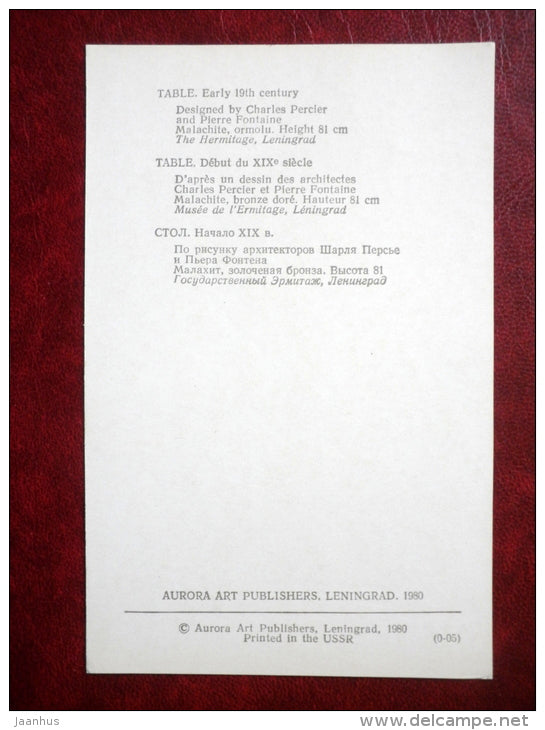 TABLE. Early 19th century
Designed by Charles Percier
and Pierre Fontaine
Malachite, ormolu. Height 81 cm
The Hermitage, Leningrad
TABLE. Début du XIXe siècle
D'après un dessin des architectes
Charles Percier et Pierre Fontaine
Malachite, bronze doré. Hauteur 81 cm
Musée de l'Ermitage, Léningrad
СТОЛ. Начало XIX в.
По рисунку архитекторов Шарля Персье
и Пьера Фонтена
Малахит, золоченая бронза. Высота 81
Государственный Эрмитаж, Ленинград
AURORA ART PUBLISHERS, LENINGRAD. 1980
© Aurora Art Publishers, Leningrad, 1980
Printed in the USSR (0-05)
jaanhus
www.delcampe.net